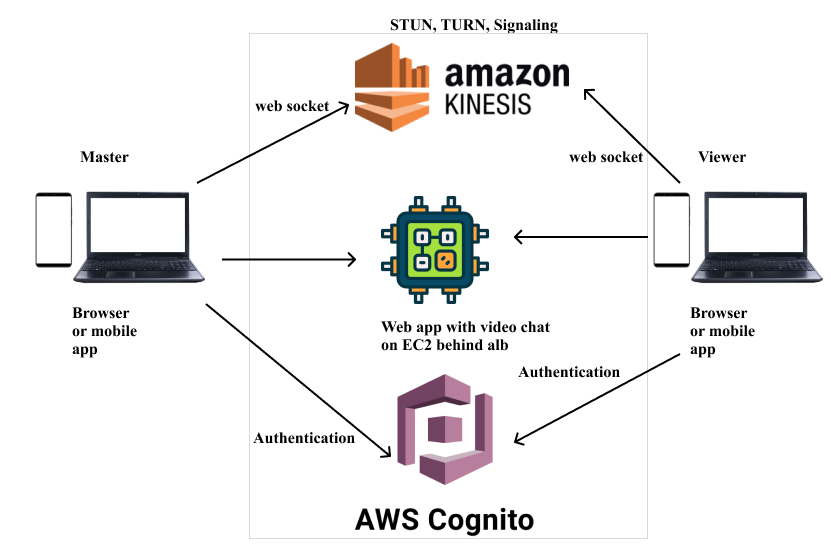 STUN, TURN, Signaling
amazon
KINESIS
web socket
web socket
Master
Viewer
Browser
or mobile
app
Web app with video chat
on EC2 behind alb
Browser
or mobile
app
Authentication
Authentication
AWS Cognito